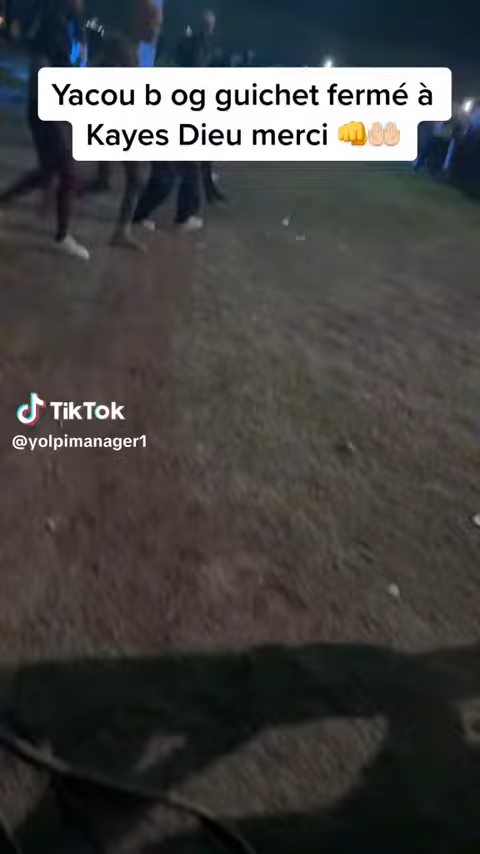 Yacou b og guichet fermé à
Kayes Dieu merci 👊🤲🏻
TikTok
@yolpimanager1